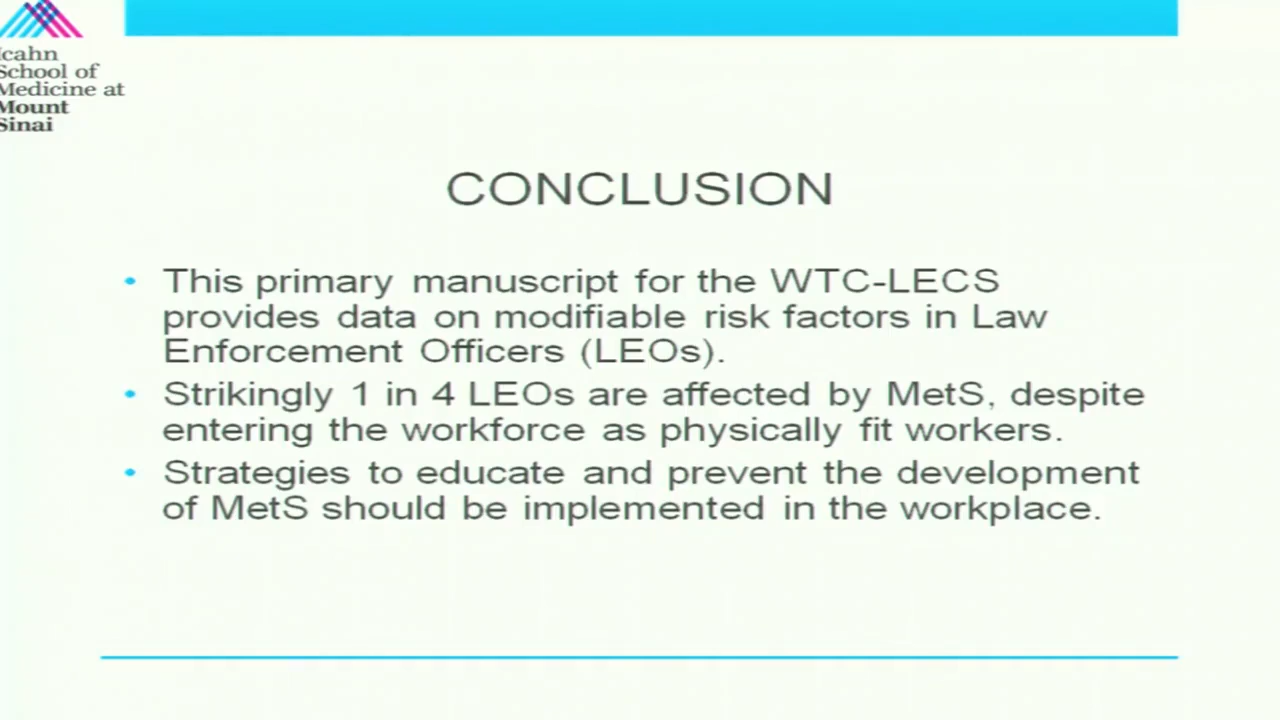 Icahn
School of
Medicine at
Mount
Sinai
CONCLUSION
• This primary manuscript for the WTC-LECS
provides data on modifiable risk factors in Law
Enforcement Officers (LEOs).
• Strikingly 1 in 4 LEOs are affected by MetS, despite
entering the workforce as physically fit workers.
• Strategies to educate and prevent the development
of MetS should be implemented in the workplace.